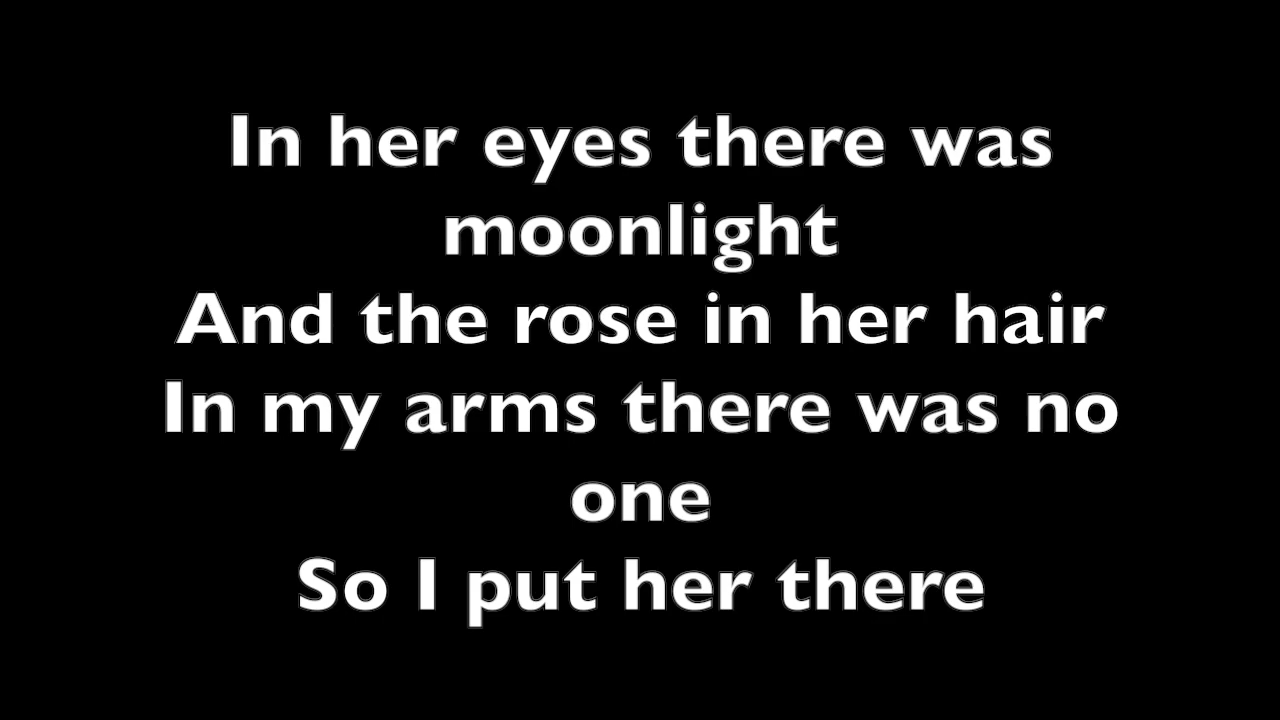 In her eyes there was
moonlight
And the rose in her hair
In my arms there was no
one
So I put her there